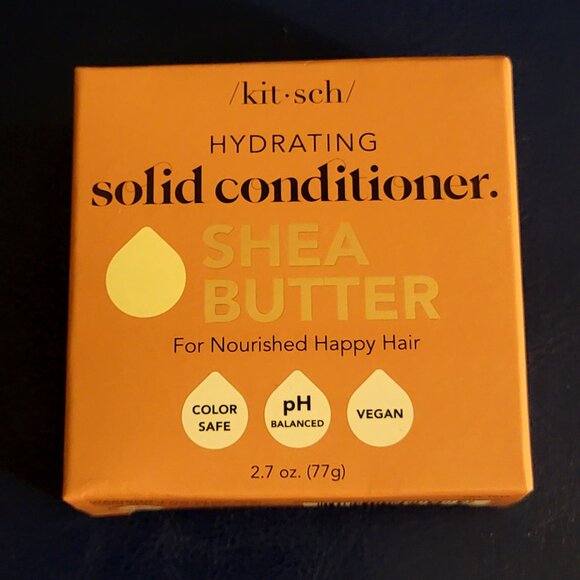 /kit·sch/
HYDRATING
solid conditioner.
SHEA
BUTTER
For Nourished Happy Hair
COLOR
SAFE
pH
BALANCED
VEGAN
2.7 oz. (77g)